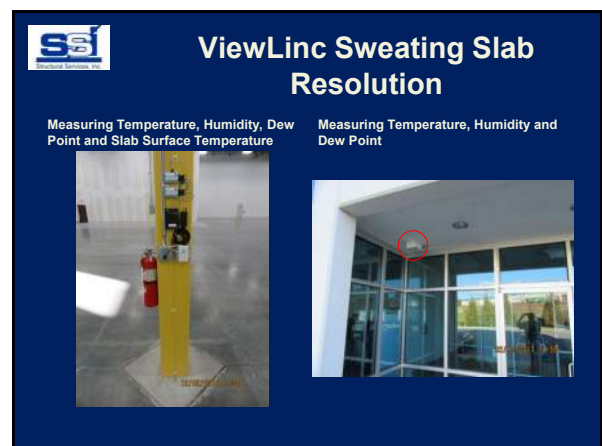 SSI
Structural Services, Inc.
ViewLinc Sweating Slab
Resolution
Measuring Temperature, Humidity, Dew
Point and Slab Surface Temperature
Measuring Temperature, Humidity and
Dew Point